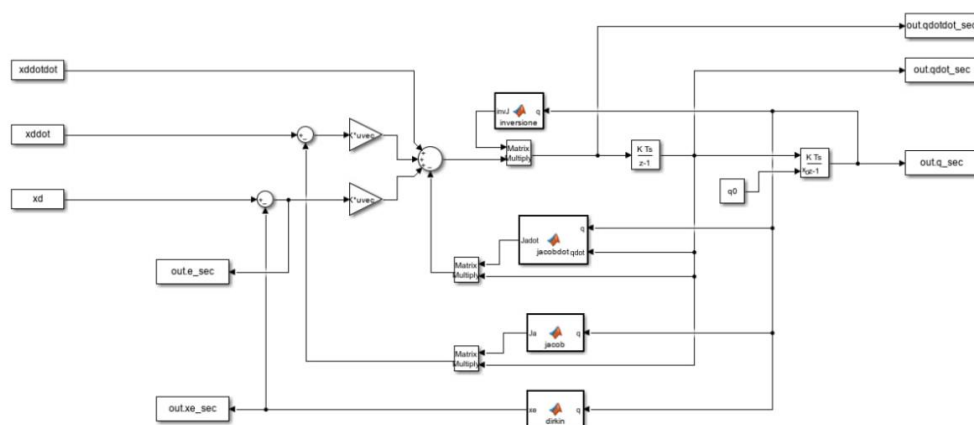 out.qdotdot_sec
xddotdot
out.qdot_sec
invJ
q
inversione
xddot
K*uvec
Matrix
Multiply
K Ts
z-1
K Ts
z-1
out.q_sec
q0
xd
K*uvec
Jadot
q
qdot
jacobdot
Matrix
Multiply
out.e_sec
Ja
q
jacob
Matrix
Multiply
out.xe_sec
xe
q
dirkin